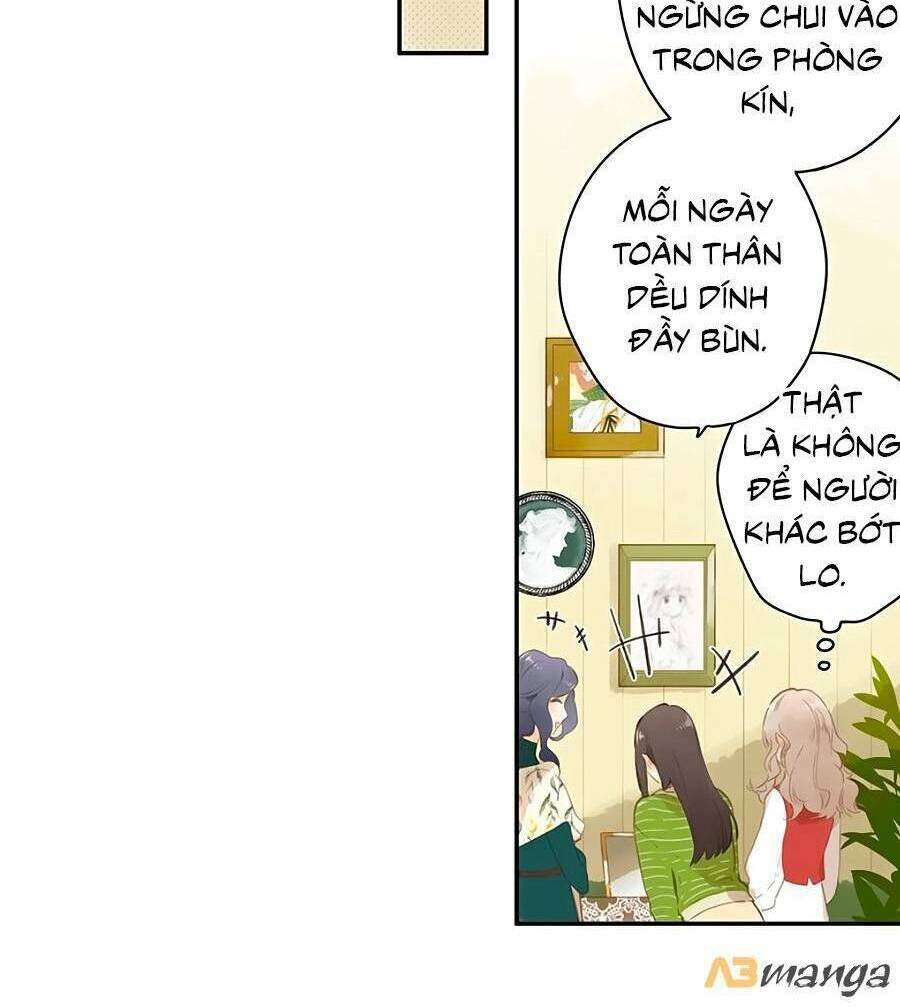 NGỪNG CHUI VÀO
TRONG PHÒNG
KÍN,
MỖI NGÀY
TOÀN THÂN
DỀU DÍNH
ĐẦY BÙN.
THẬT
LÀ KHÔNG
ĐỂ NGƯỜI
KHÁC BỚT
LO.
A3manga